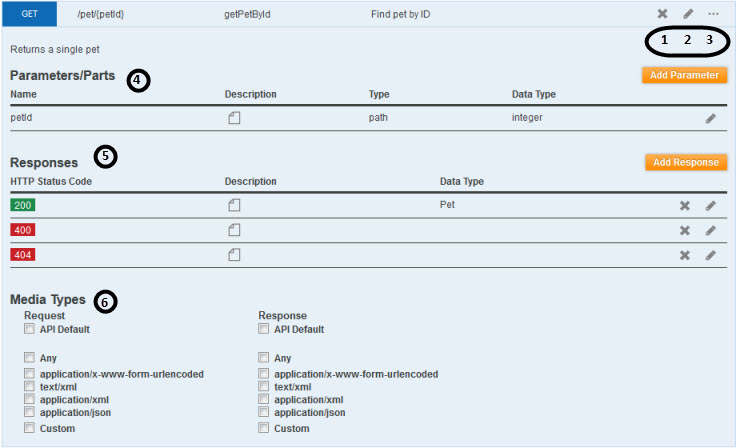 GET /pet/{petId} getPetById Find pet by ID
1 2 3
Returns a single pet
Parameters/Parts 4 Add Parameter
Name Description Type Data Type
petId path integer
Responses 5 Add Response
HTTP Status Code Description Data Type
200 Pet
400
404
Media Types 6
Request Response
API Default API Default
Any Any
application/x-www-form-urlencoded application/x-www-form-urlencoded
text/xml text/xml
application/xml application/xml
application/json application/json
Custom Custom